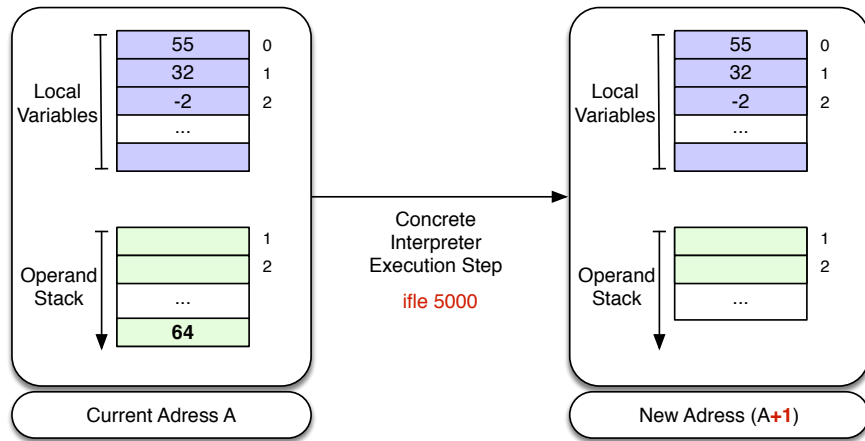 55 0
32 1
-2 2
...
Local
Variables
1
2
...
64
Operand
Stack
Current Adress A
Concrete
Interpreter
Execution Step
ifle 5000
55 0
32 1
-2 2
...
Local
Variables
1
2
...
Operand
Stack
New Adress (A+1)